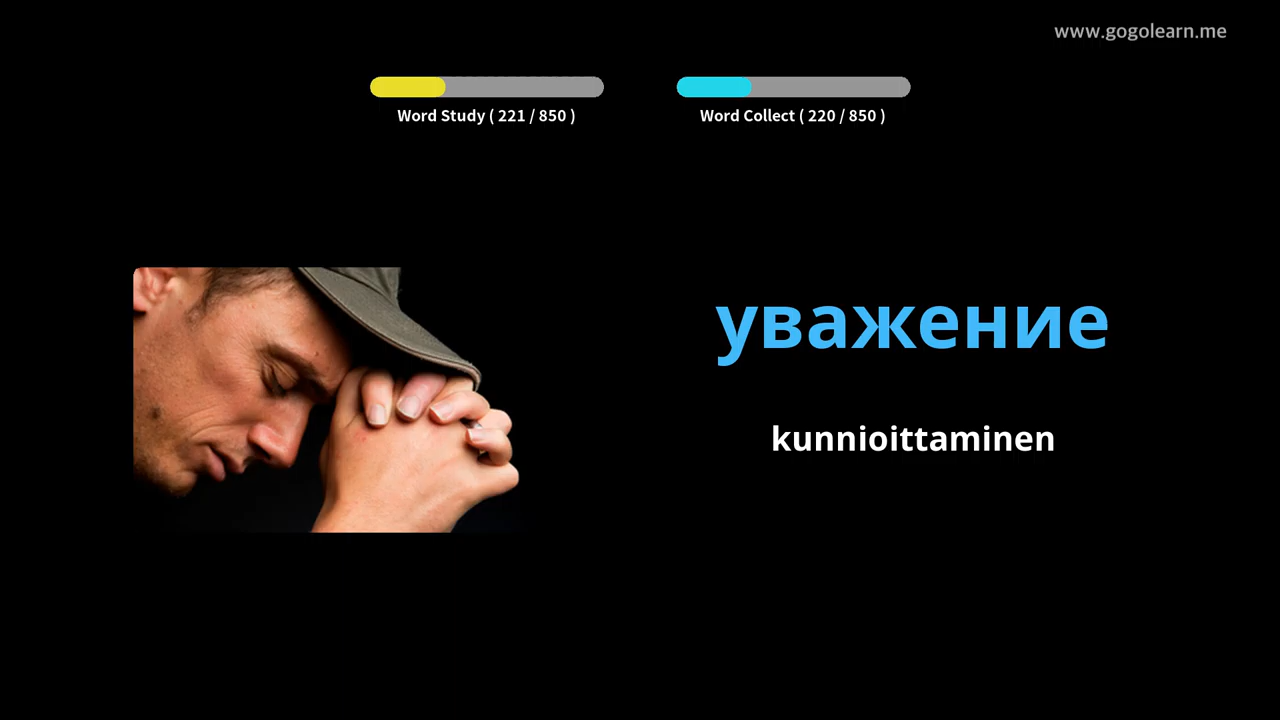 www.gogolearn.me
Word Study ( 221 / 850 )
Word Collect ( 220 / 850 )
уважение
kunnioittaminen